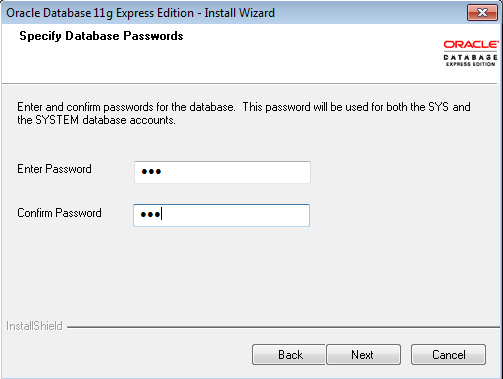 Oracle Database 11g Express Edition - Install Wizard
Specify Database Passwords
ORACLE
DATABASE
EXPRESS EDITION
Enter and confirm passwords for the database. This password will be used for both the SYS and
the SYSTEM database accounts.
Enter Password •••
Confirm Password •••
InstallShield
Back Next Cancel